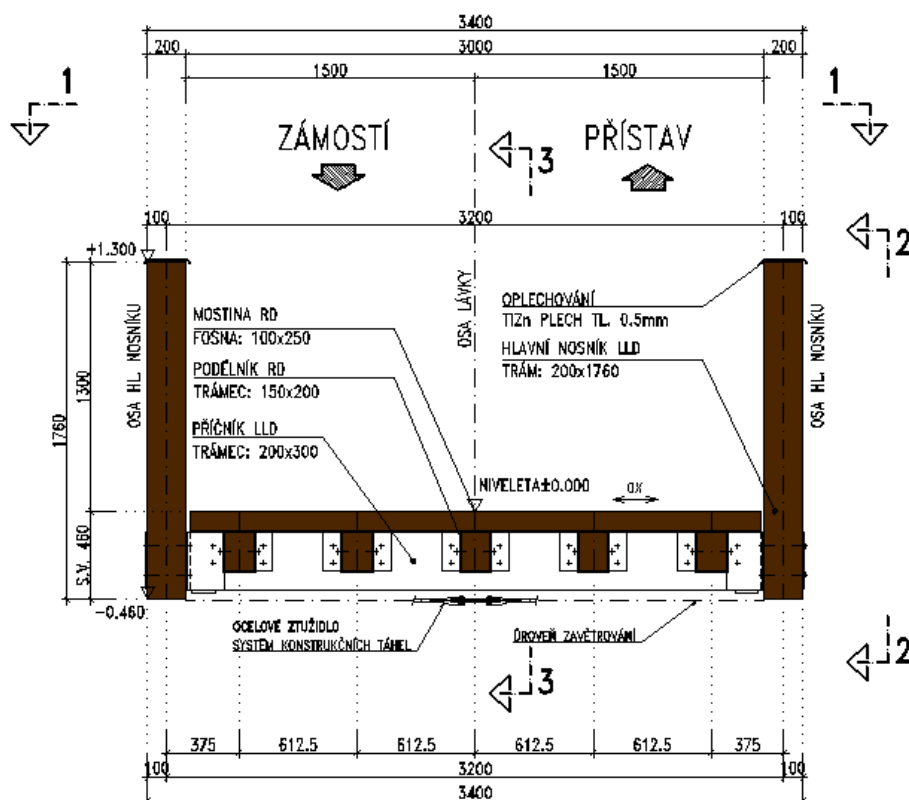 3400
200 3000 200
1500 1500
1 1
ZÁMOSTÍ PŘÍSTAV
3
100 3200 100
2
+1.300
OSA HL. NOSNÍKU
OSA LÁVKY
OSA HL. NOSNÍKU
MOSTINA RD
FOŠNA: 100x250
PODÉLNÍK RD
TRÁMEC: 150x200
PŘÍČNÍK LLD
TRÁMEC: 200x300
OPLECHOVÁNÍ
TIZn PLECH TL. 0.5mm
HLAVNÍ NOSNÍK LLD
TRÁM: 200x1760
1760
1300
S.V. 460
NIVELETA±0.000
-0.460
OCELOVÉ ZTUŽIDLO
SYSTÉM KONSTRUKČNÍCH TÁHEL
ÚROVEŇ ZAVĚTROVÁNÍ
2
3
375 612.5 612.5 612.5 612.5 375
100 3200 100
3400